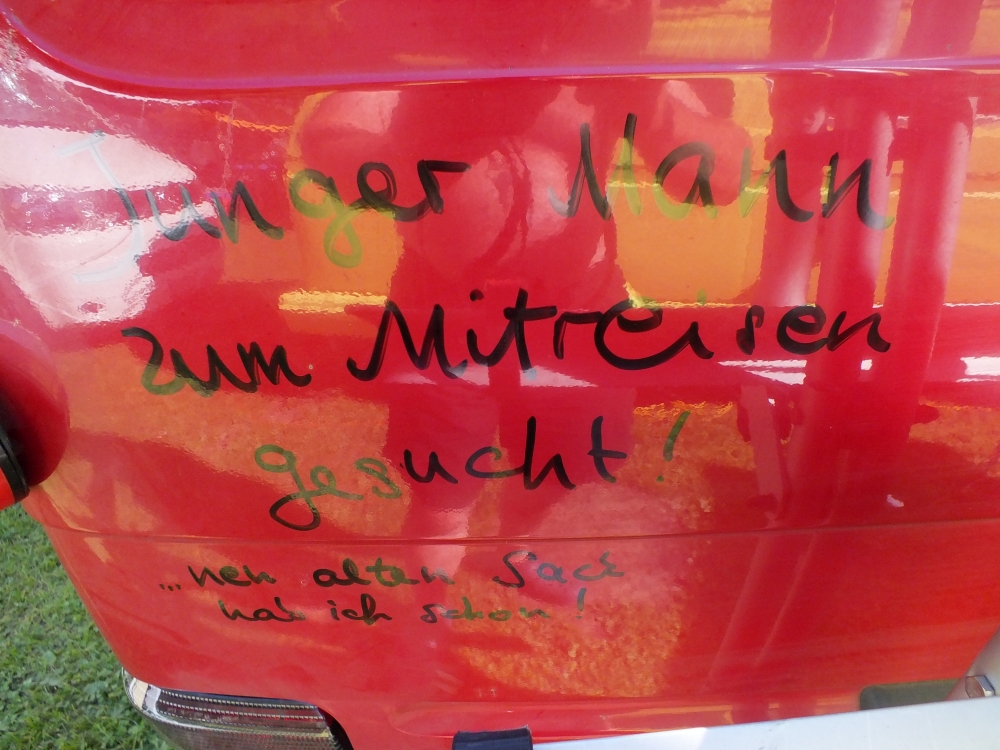 Junger Mann
zum Mitreisen
gesucht!
...nen alten Sack
hab ich schon!